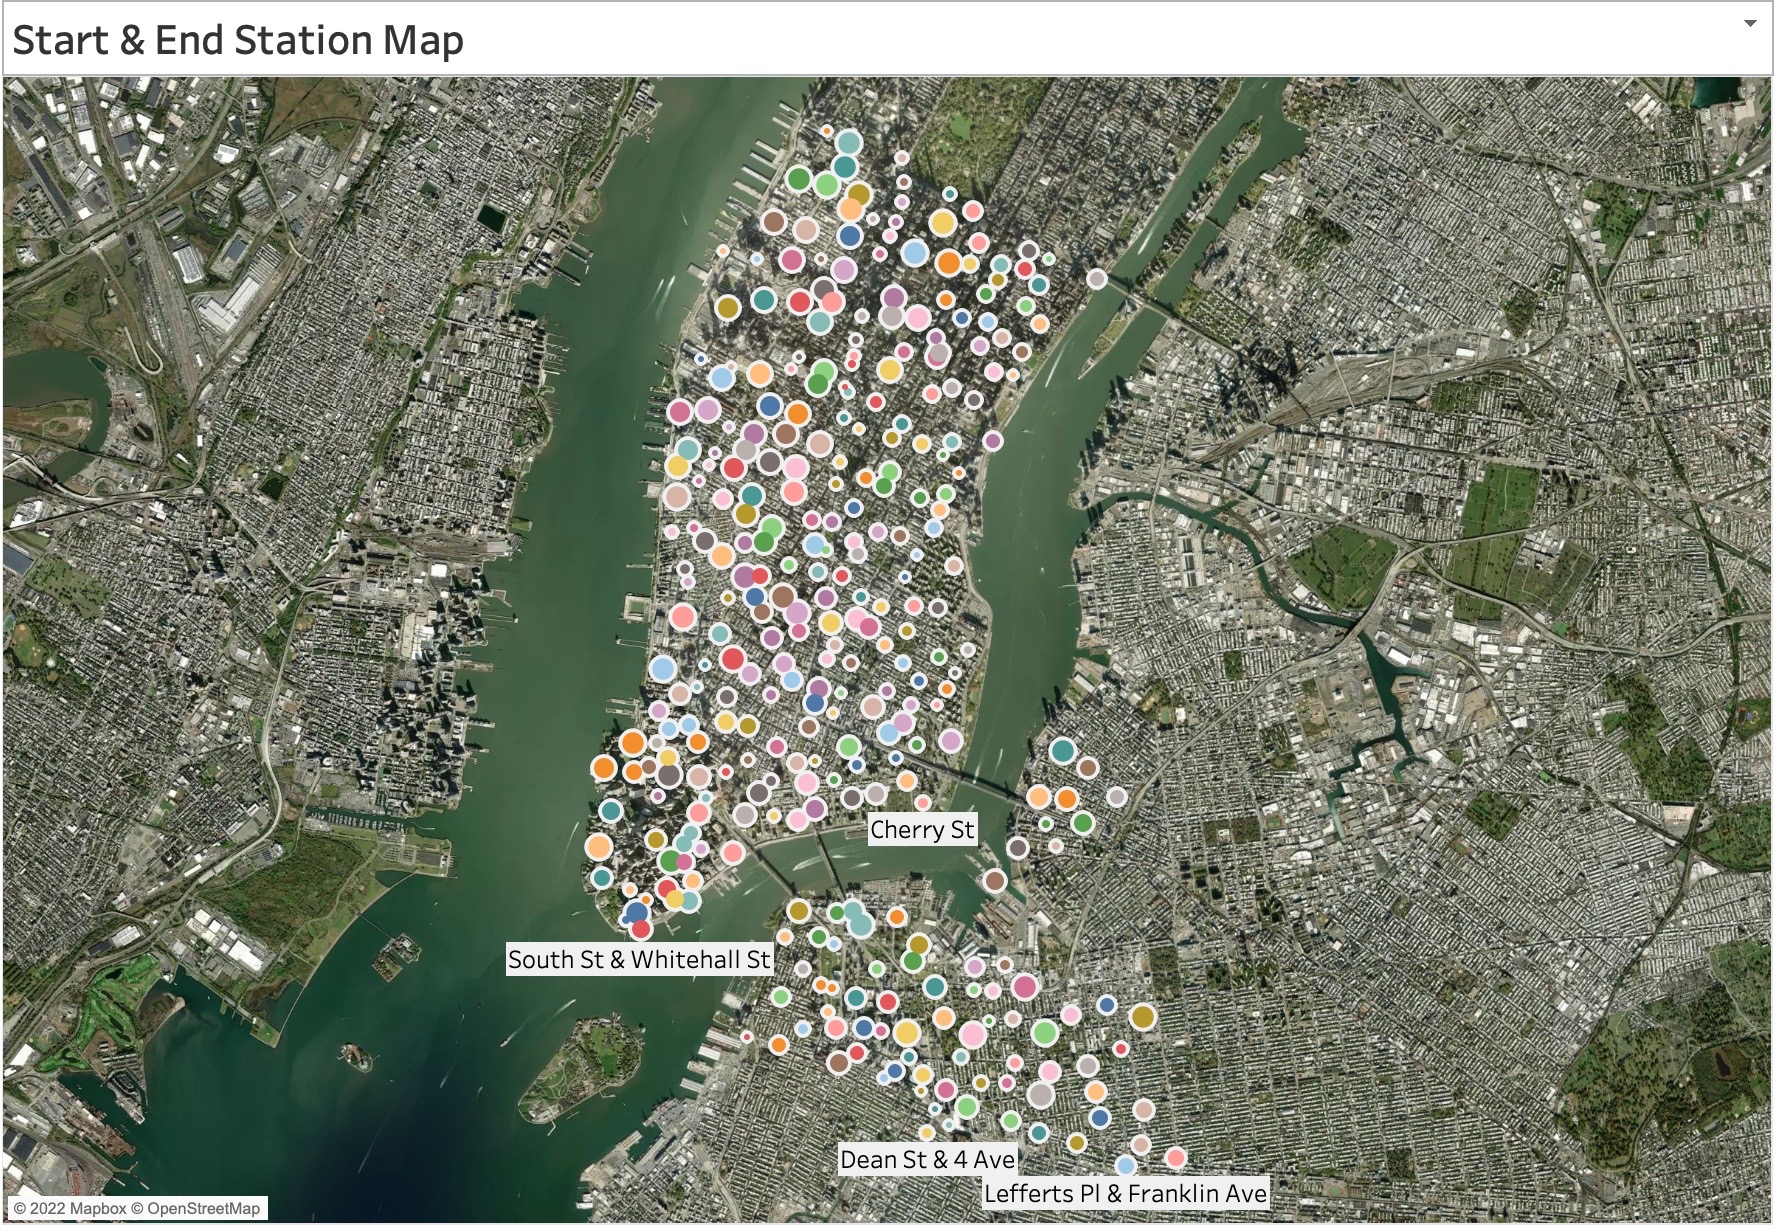 Start & End Station Map
Cherry St
South St & Whitehall St
Dean St & 4 Ave
Lefferts Pl & Franklin Ave
© 2022 Mapbox © OpenStreetMap